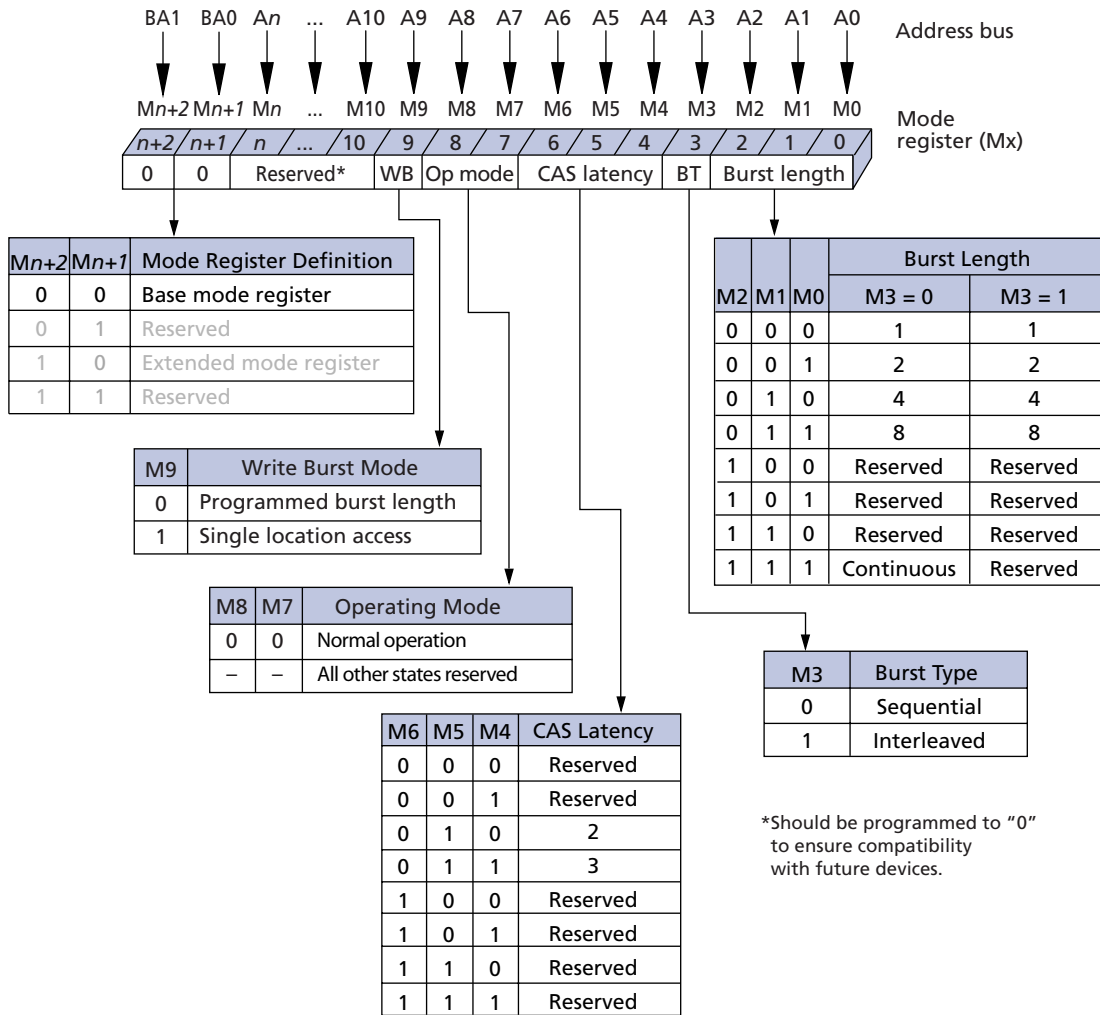 BA1 BA0 An ... A10 A9 A8 A7 A6 A5 A4 A3 A2 A1 A0 Address bus
Mn+2 Mn+1 Mn ... M10 M9 M8 M7 M6 M5 M4 M3 M2 M1 M0 Mode
register (Mx)
n+2 n+1 n ... 10 9 8 7 6 5 4 3 2 1 0
0 0 Reserved* WB Op mode CAS latency BT Burst length
Mn+2 Mn+1 Mode Register Definition
0 0 Base mode register
0 1 Reserved
1 0 Extended mode register
1 1 Reserved
Burst Length
M2 M1 M0 M3 = 0 M3 = 1
0 0 0 1 1
0 0 1 2 2
0 1 0 4 4
0 1 1 8 8
1 0 0 Reserved Reserved
1 0 1 Reserved Reserved
1 1 0 Reserved Reserved
1 1 1 Continuous Reserved
M9 Write Burst Mode
0 Programmed burst length
1 Single location access
M8 M7 Operating Mode
0 0 Normal operation
– – All other states reserved
M3 Burst Type
0 Sequential
1 Interleaved
M6 M5 M4 CAS Latency
0 0 0 Reserved
0 0 1 Reserved
0 1 0 2
0 1 1 3
1 0 0 Reserved
1 0 1 Reserved
1 1 0 Reserved
1 1 1 Reserved
*Should be programmed to “0”
to ensure compatibility
with future devices.